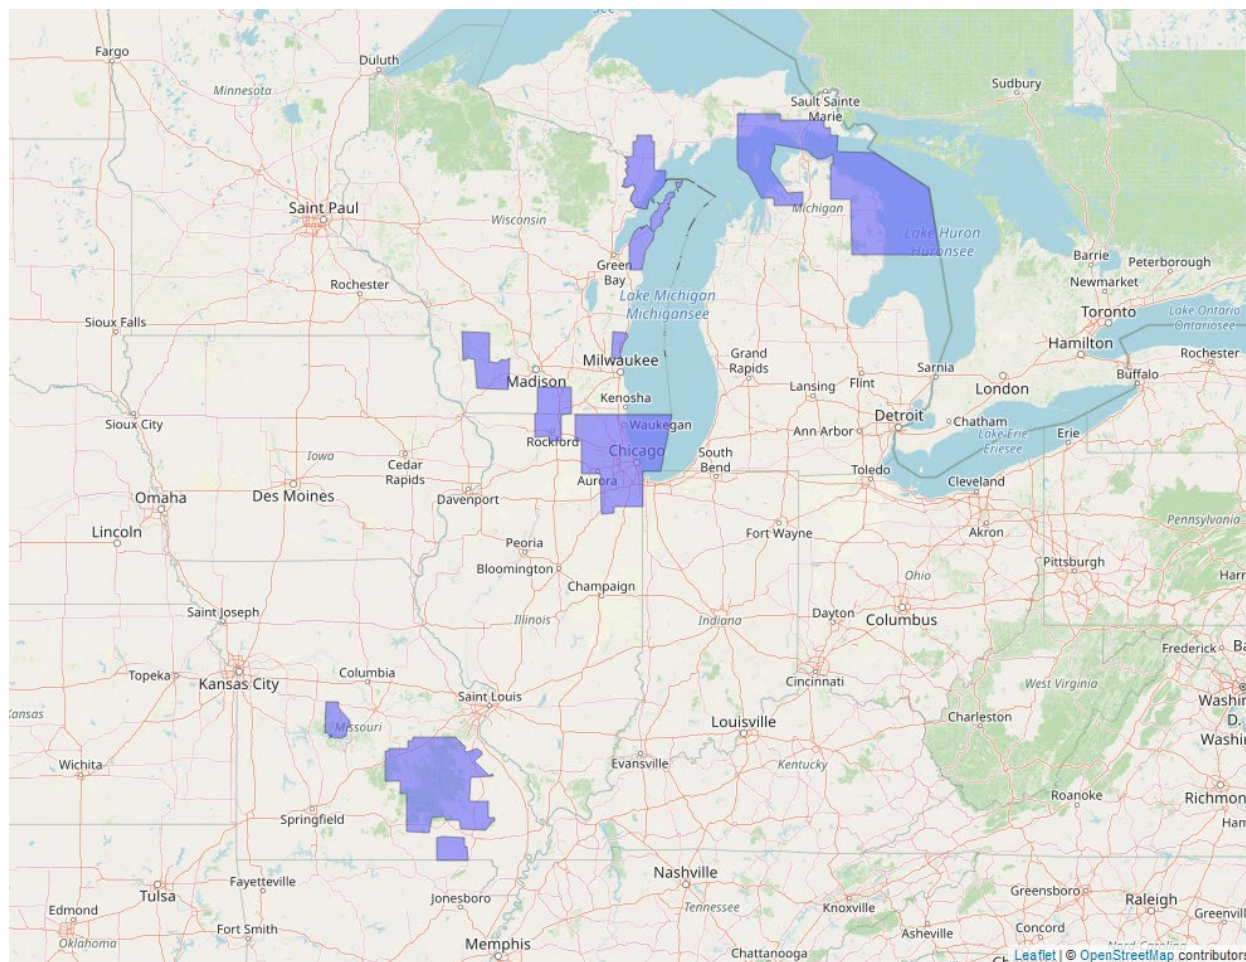 See
Fargo
Duluth
Minnesota
Sudbury
Sault Sainte
Marie
Saint Paul
Wisconsin
Michigan
Lake Huron
Huronsee
Green
Bay
Barrie
Peterborough
Newmarket
Rochester
Lake Michigan
Michigansee
Toronto
Lake Ontario
Ontariosee
Sioux Falls
Hamilton
Milwaukee
Grand
Rapids
Rochester
Sarnia
London
Buffalo
Madison
Lansing
Flint
Kenosha
Sioux City
Waukegan
Detroit
Chatham
Ann Arbor
Lake Erie
Eriesee
Erie
Rockford
Chicago
South
Bend
Iowa
Cedar
Rapids
Toledo
Aurora
Cleveland
Omaha
Des Moines
Davenport
Pennsylvania
Lincoln
Fort Wayne
Akron
Peoria
Pittsburgh
Bloomington
Ohio
Champaign
Saint Joseph
Illinois
Indiana
Dayton
Columbus
Frederick
Topeka
Columbia
Kansas City
Cincinnati
West Virginia
Saint Louis
Kansas
Missouri
Louisville
Charleston
D.
Wichita
Evansville
Kentucky
Roanoke
Springfield
Nashville
Fayetteville
Tulsa
Jonesboro
Greensboro
Raleigh
Edmond
Tennessee
Knoxville
Fort Smith
Concord
Asheville
Oklahoma
Memphis
Chattanooga
Leaflet | © OpenStreetMap contributors